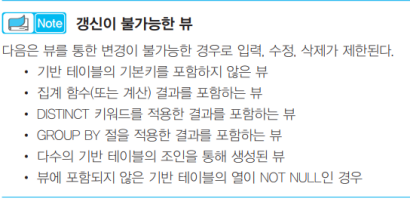 Note 갱신이 불가능한 뷰
다음은 뷰를 통한 변경이 불가능한 경우로 입력, 수정, 삭제가 제한된다.
• 기반 테이블의 기본키를 포함하지 않은 뷰
• 집계 함수(또는 계산) 결과를 포함하는 뷰
• DISTINCT 키워드를 적용한 결과를 포함하는 뷰
• GROUP BY 절을 적용한 결과를 포함하는 뷰
• 다수의 기반 테이블의 조인을 통해 생성된 뷰
• 뷰에 포함되지 않은 기반 테이블의 열이 NOT NULL인 경우